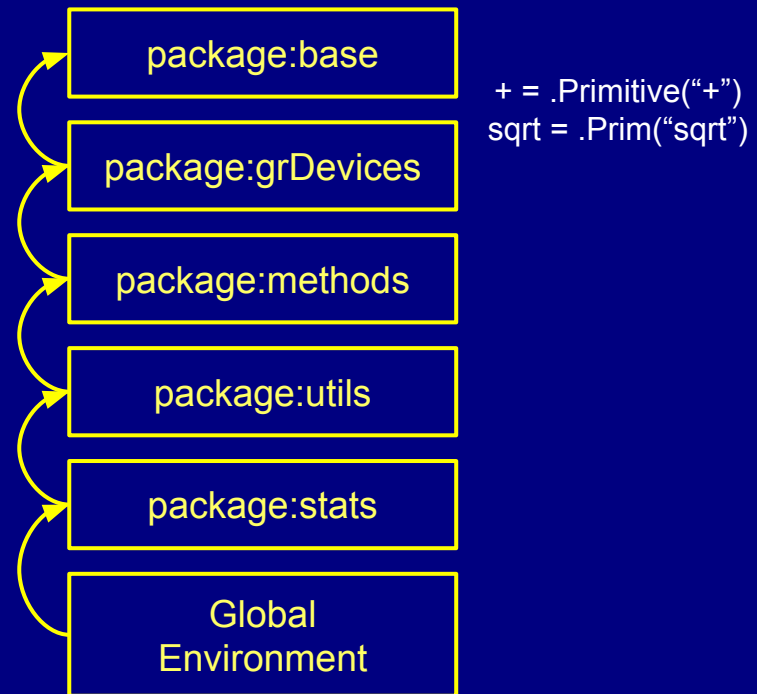 package:base
+ = .Primitive(“+”)
sqrt = .Prim(“sqrt”)
package:grDevices
package:methods
package:utils
package:stats
Global
Environment